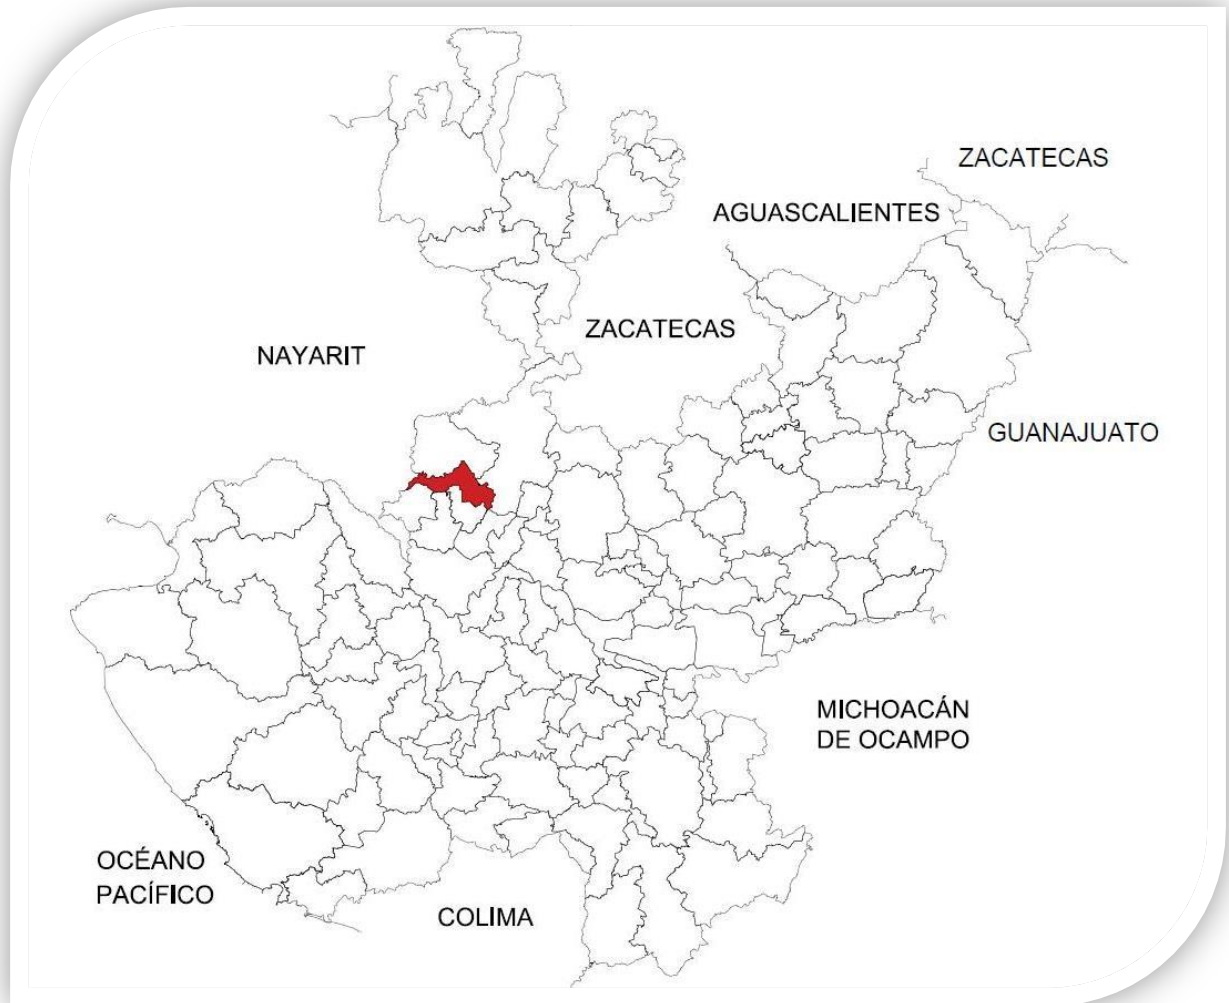 ZACATECAS
AGUASCALIENTES
ZACATECAS
NAYARIT
GUANAJUATO
MICHOACÁN
DE OCAMPO
OCÉANO
PACÍFICO
COLIMA